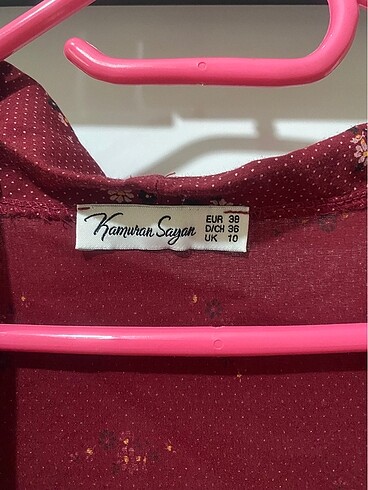 Kamuran Sayan
EUR 38
D/CH 36
UK 10